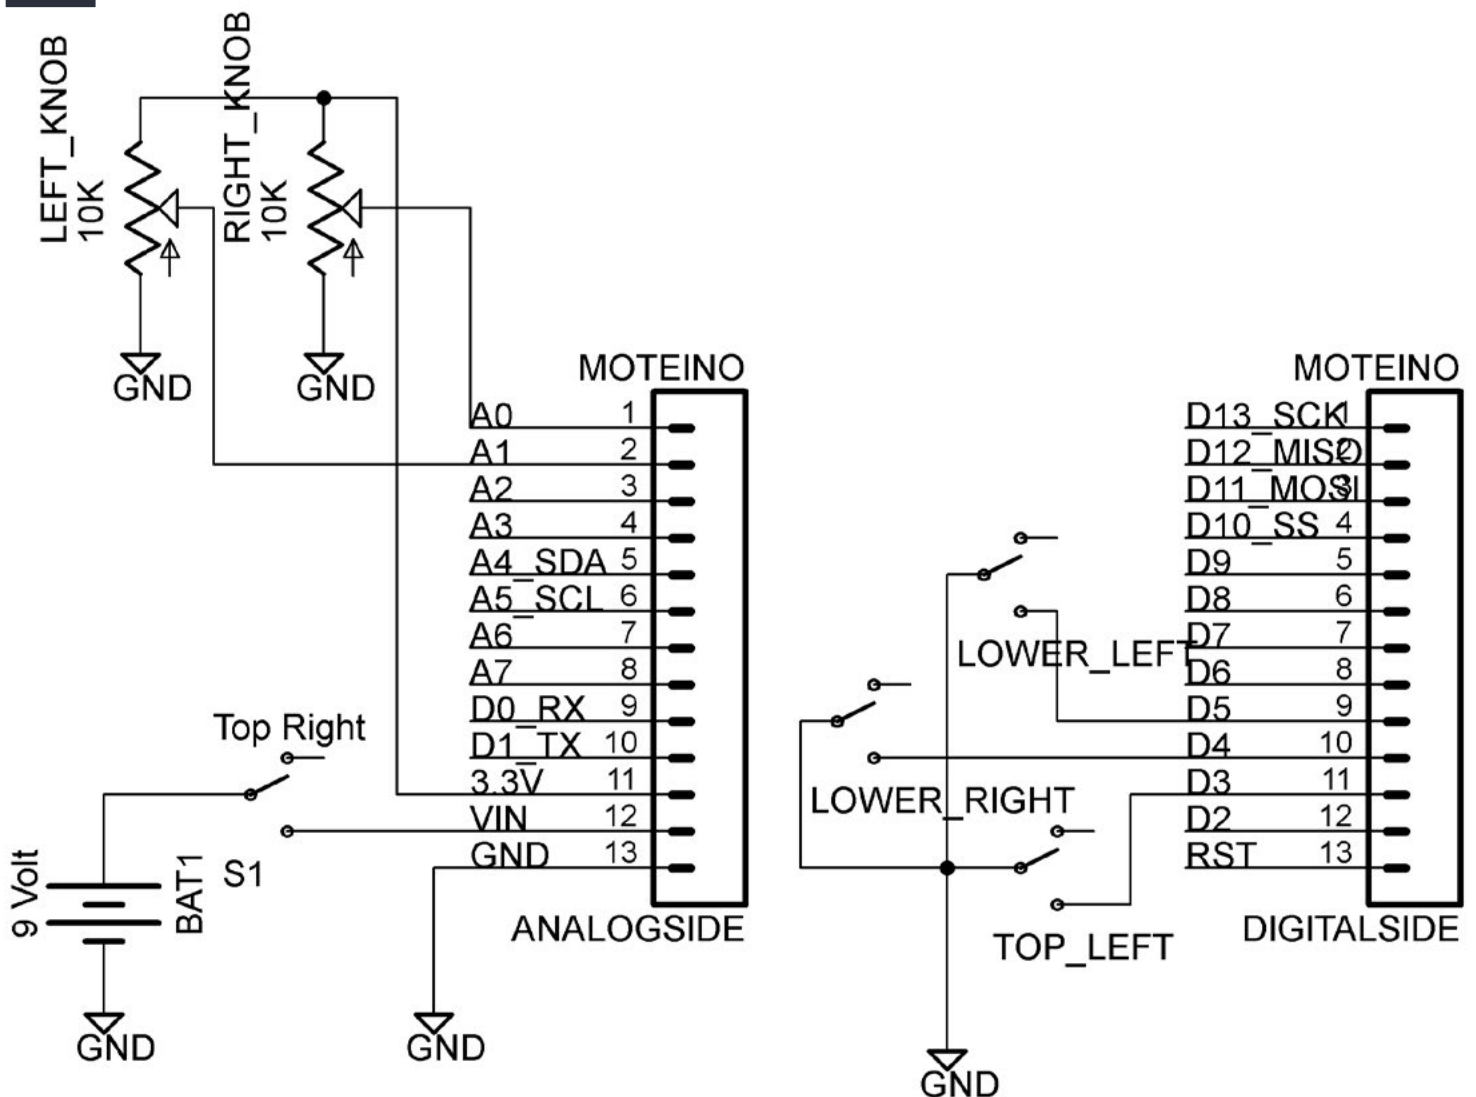 LEFT_KNOB
10K
RIGHT_KNOB
10K
GND
GND
MOTEINO
A0 1
A1 2
A2 3
A3 4
A4_SDA 5
A5_SCL 6
A6 7
A7 8
D0_RX 9
D1_TX 10
3.3V 11
VIN 12
GND 13
ANALOGSIDE
Top Right
S1
9 Volt
BAT1
GND
GND
MOTEINO
D13_SCK 1
D12_MISO 2
D11_MOSI 3
D10_SS 4
D9 5
D8 6
D7 7
D6 8
D5 9
D4 10
D3 11
D2 12
RST 13
DIGITALSIDE
LOWER_LEFT
LOWER_RIGHT
TOP_LEFT
GND